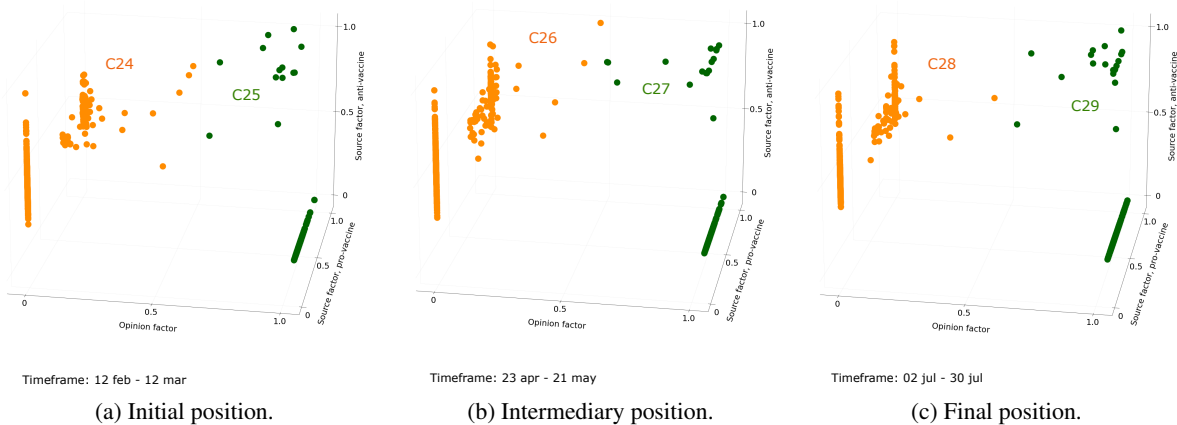 C24
C25
1.0
0.5
0
Source factor, anti-vaccine
1.0
0.5
0
Source factor, pro-vaccine
0
0.5
1.0
Opinion factor
Timeframe: 12 feb - 12 mar
(a) Initial position.
C26
C27
1.0
0.5
0
Source factor, anti-vaccine
1.0
0.5
0
Source factor, pro-vaccine
0
0.5
1.0
Opinion factor
Timeframe: 23 apr - 21 may
(b) Intermediary position.
C28
C29
1.0
0.5
0
Source factor, anti-vaccine
1.0
0.5
0
Source factor, pro-vaccine
0
0.5
1.0
Opinion factor
Timeframe: 02 jul - 30 jul
(c) Final position.